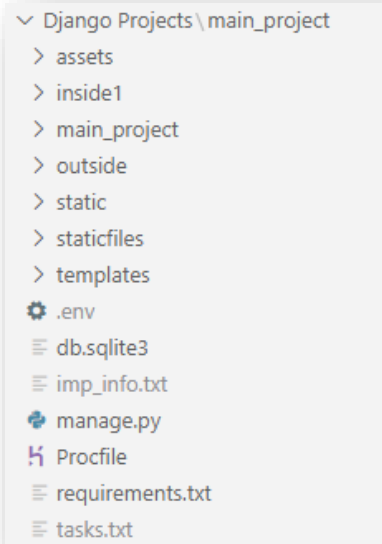 Django Projects\main_project
assets
inside1
main_project
outside
static
staticfiles
templates
.env
db.sqlite3
imp_info.txt
manage.py
Procfile
requirements.txt
tasks.txt